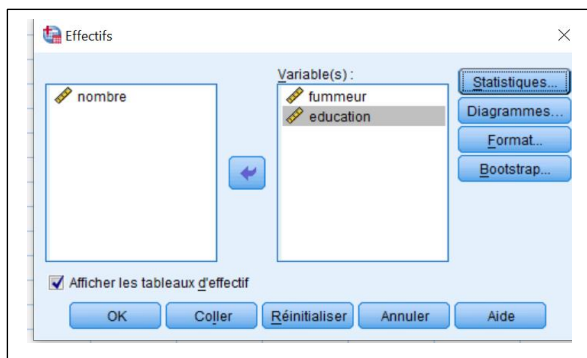 Effectifs
Variable(s) :
nombre
fummeur
education
Statistiques...
Diagrammes...
Format...
Bootstrap...
Afficher les tableaux d'effectif
OK Coller Réinitialiser Annuler Aide